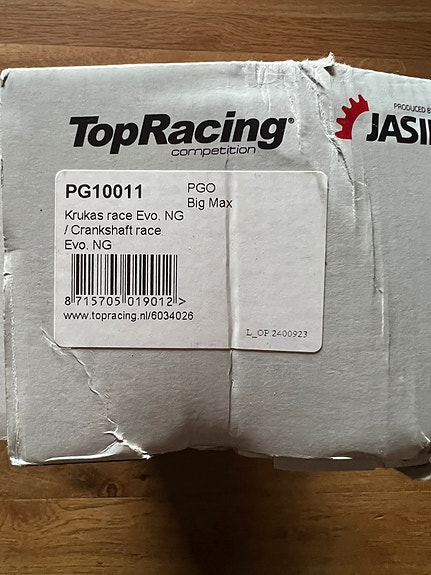 TopRacing®
competition
PRODUCED B
JASI
PG10011
PGO
Big Max
Krukas race Evo. NG
/ Crankshaft race
Evo. NG
8 715705 019012 >
www.topracing.nl/6034026
L_OP 2400923